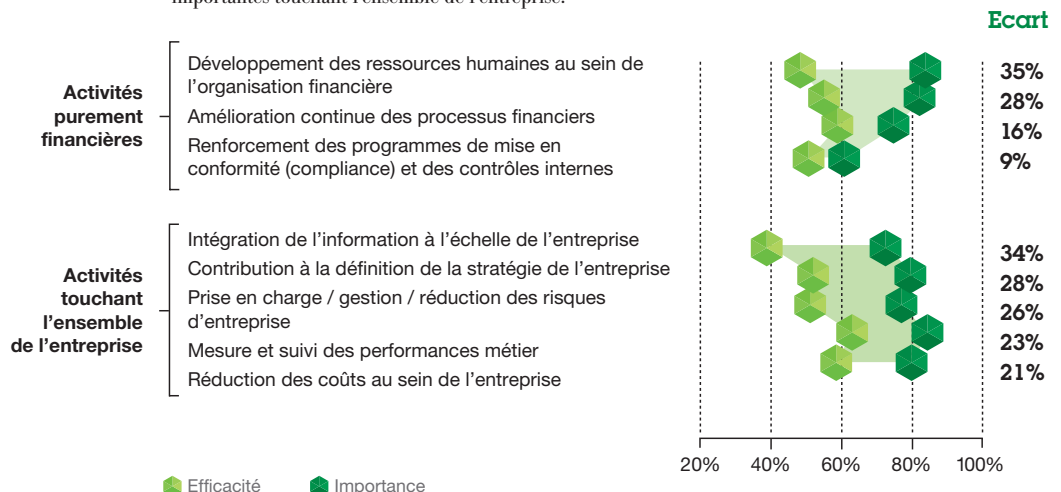 importantes touchant l'ensemble de l'entreprise.
Ecart
Activités
purement
financières
Développement des ressources humaines au sein de
l'organisation financière
Amélioration continue des processus financiers
Renforcement des programmes de mise en
conformité (compliance) et des contrôles internes
35%
28%
16%
9%
Activités
touchant
l'ensemble
de l'entreprise
Intégration de l'information à l'échelle de l'entreprise
Contribution à la définition de la stratégie de l'entreprise
Prise en charge / gestion / réduction des risques
d'entreprise
Mesure et suivi des performances métier
Réduction des coûts au sein de l'entreprise
34%
28%
26%
23%
21%
20% 40% 60% 80% 100%
Efficacité Importance